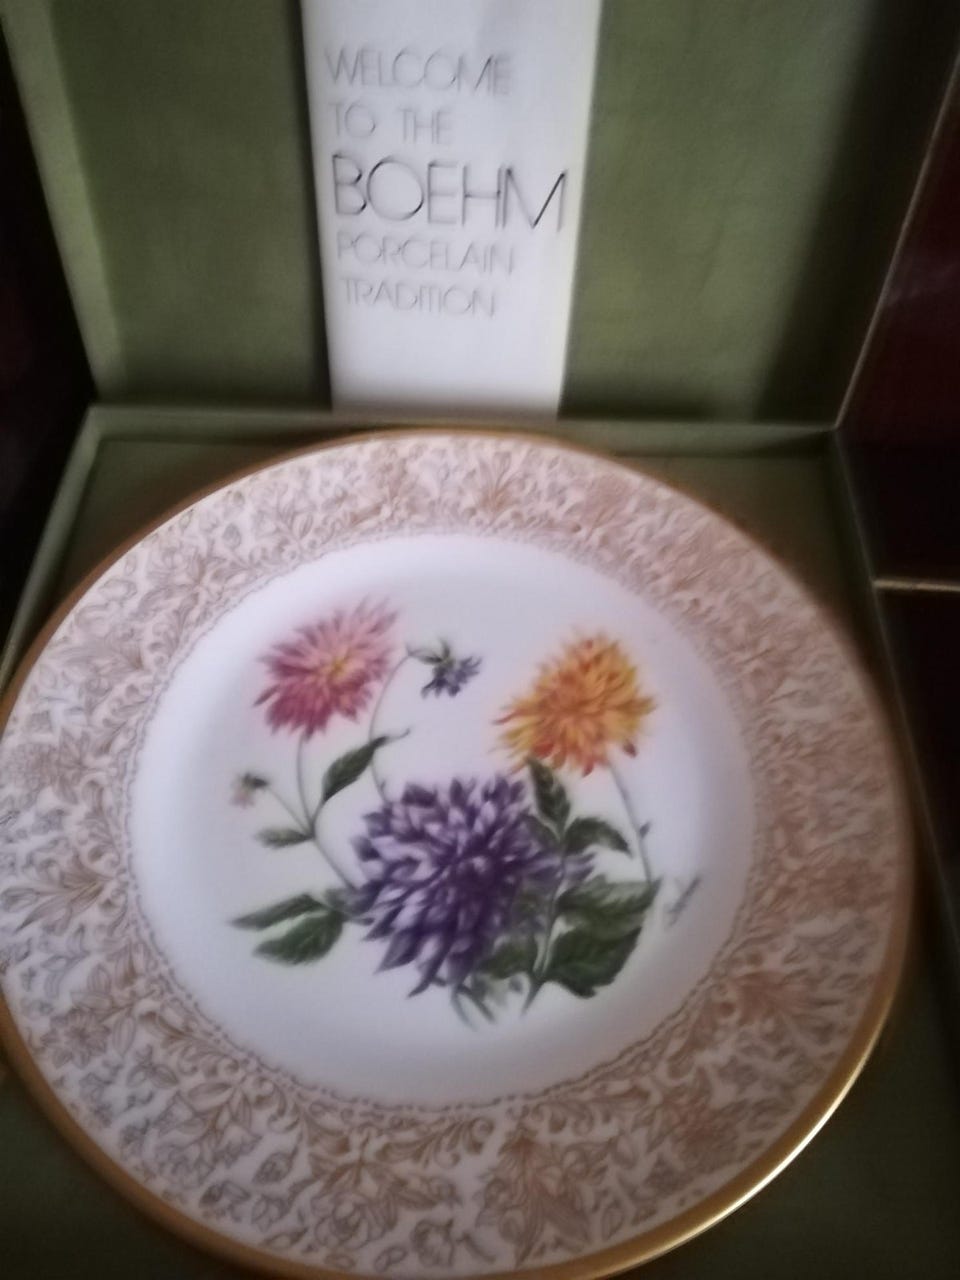 WELCOME
TO THE
BOEHM
PORCELAIN
TRADITION